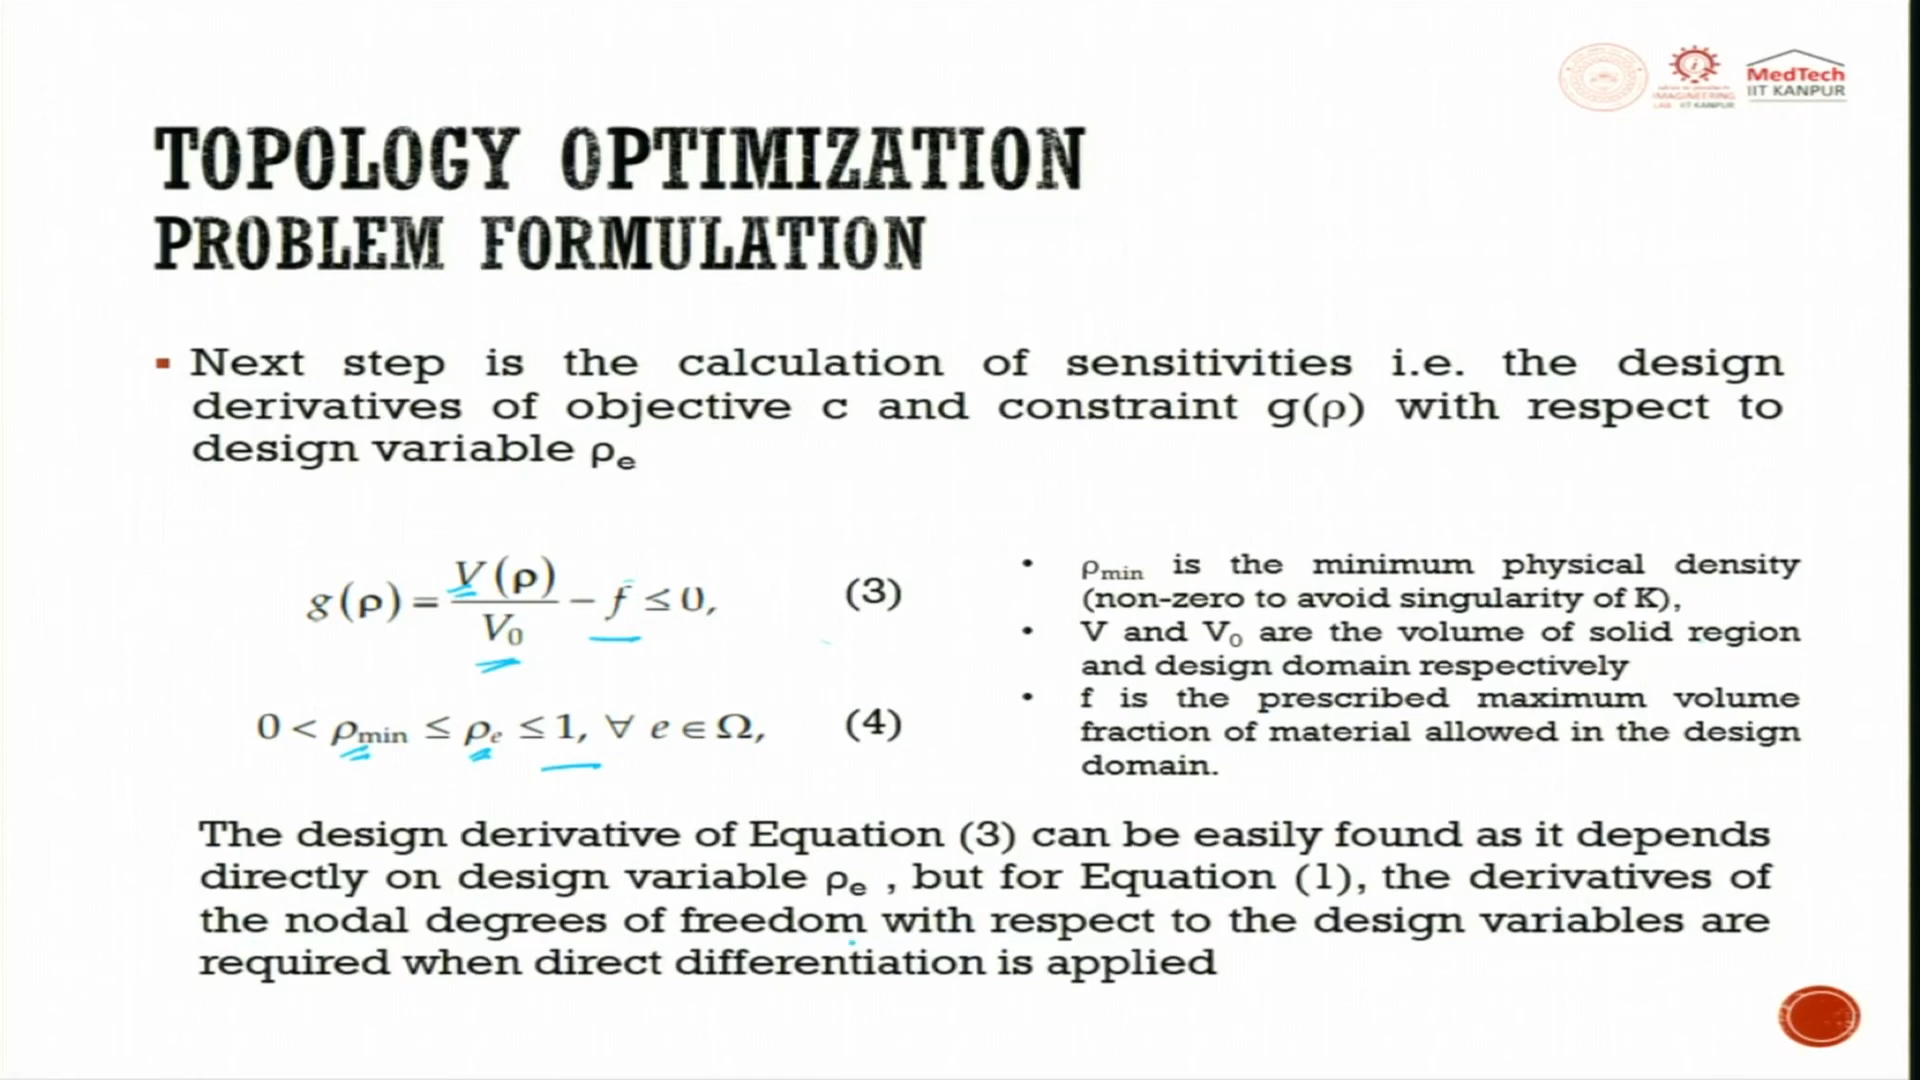 MedTech
IIT KANPUR
IMAGINEERING
LAB IIT KANPUR
TOPOLOGY OPTIMIZATION
PROBLEM FORMULATION
▪ Next step is the calculation of sensitivities i.e. the design
derivatives of objective c and constraint g(ρ) with respect to
design variable ρₑ
g(ρ) = V(ρ)/V₀ − f ≤ 0, (3)
0 < ρmin ≤ ρₑ ≤ 1, ∀ e ∈ Ω, (4)
• ρmin is the minimum physical density
(non-zero to avoid singularity of K),
• V and V₀ are the volume of solid region
and design domain respectively
• f is the prescribed maximum volume
fraction of material allowed in the design
domain.
The design derivative of Equation (3) can be easily found as it depends
directly on design variable ρₑ , but for Equation (1), the derivatives of
the nodal degrees of freedom with respect to the design variables are
required when direct differentiation is applied